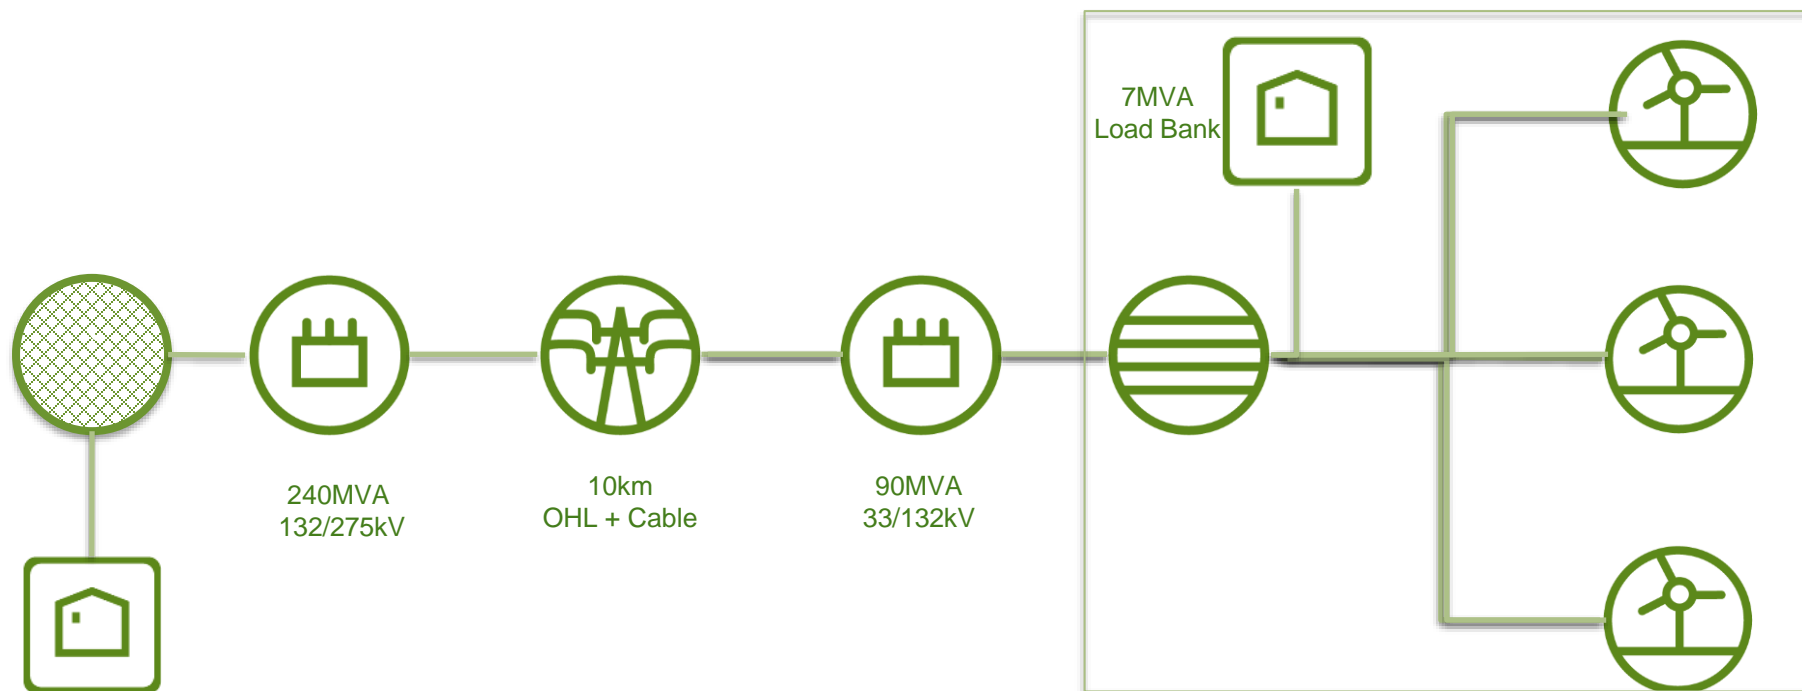 7MVA
Load Bank
240MVA
132/275kV
10km
OHL + Cable
90MVA
33/132kV